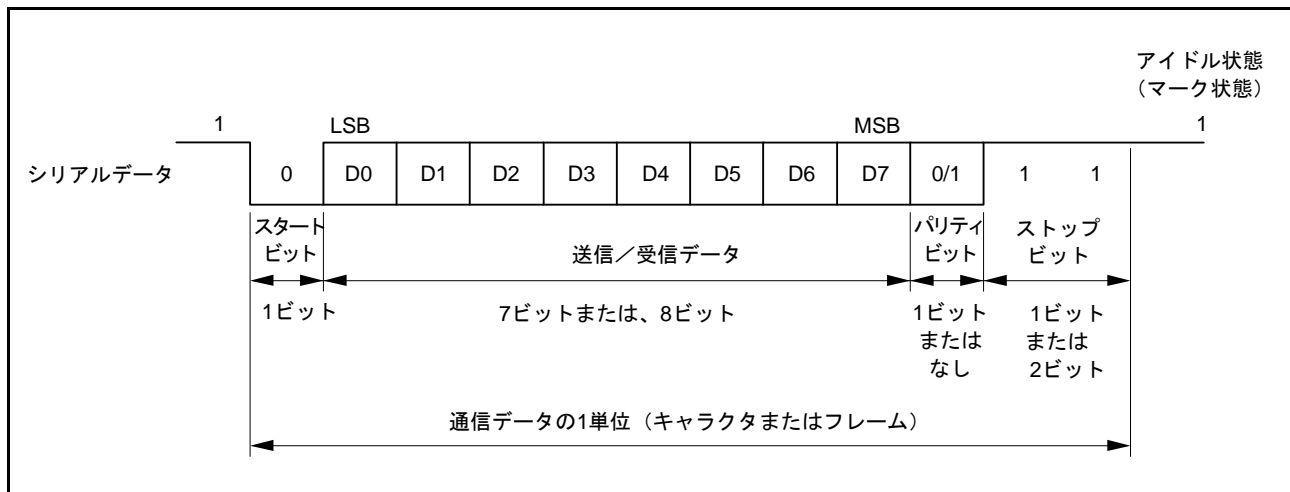 アイドル状態
（マーク状態）
1 LSB MSB 1
シリアルデータ 0 D0 D1 D2 D3 D4 D5 D6 D7 0/1 1 1
スタート
ビット
送信／受信データ
パリティ
ビット
ストップ
ビット
1ビット
7ビットまたは、8ビット
1ビット
または
なし
1ビット
または
2ビット
通信データの1単位（キャラクタまたはフレーム）